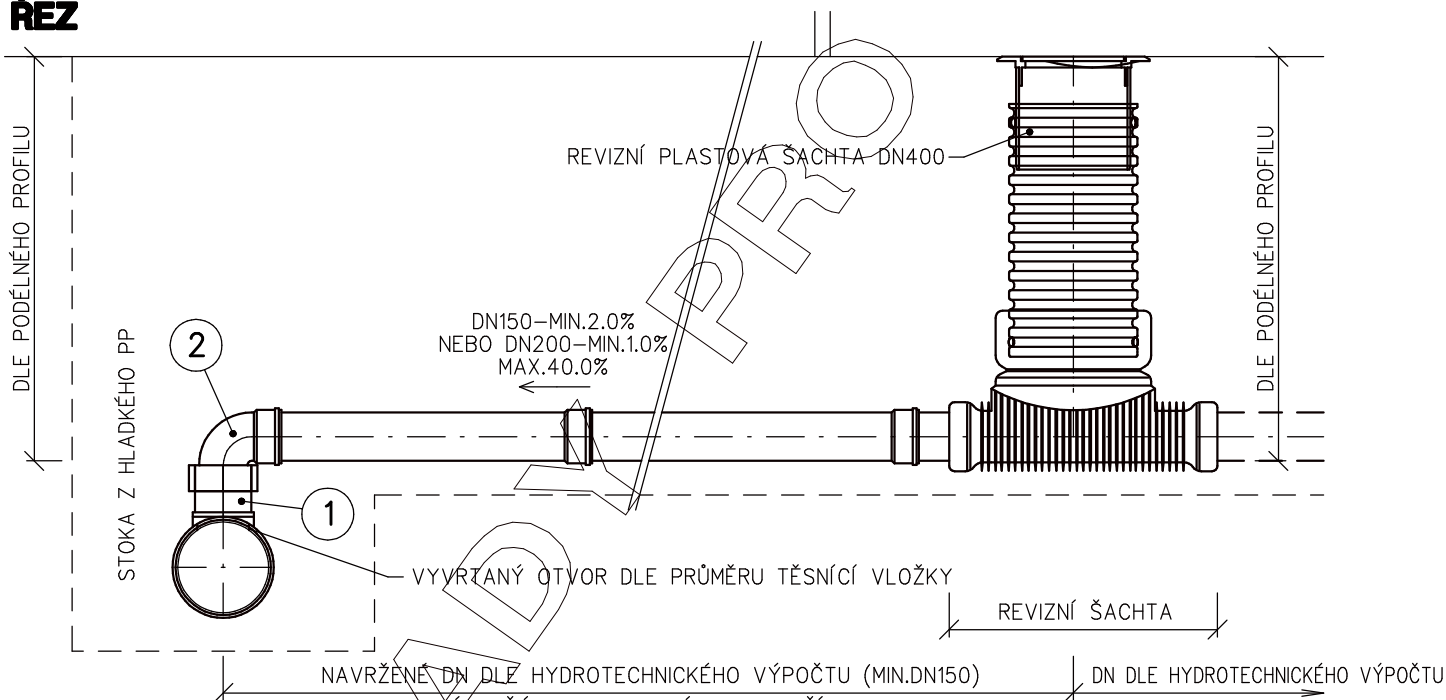 ŘEZ
DLE PODÉLNÉHO PROFILU
STOKA Z HLADKÉHO PP
2
1
DN150-MIN.2.0%
NEBO DN200-MIN.1.0%
MAX.40.0%
REVIZNÍ PLASTOVÁ ŠACHTA DN400
DLE PODÉLNÉHO PROFILU
VYVRTANÝ OTVOR DLE PRŮMĚRU TĚSNÍCÍ VLOŽKY
REVIZNÍ ŠACHTA
NAVRŽENÉ DN DLE HYDROTECHNICKÉHO VÝPOČTU (MIN.DN150)
DN DLE HYDROTECHNICKÉHO VÝPOČTU
PRO